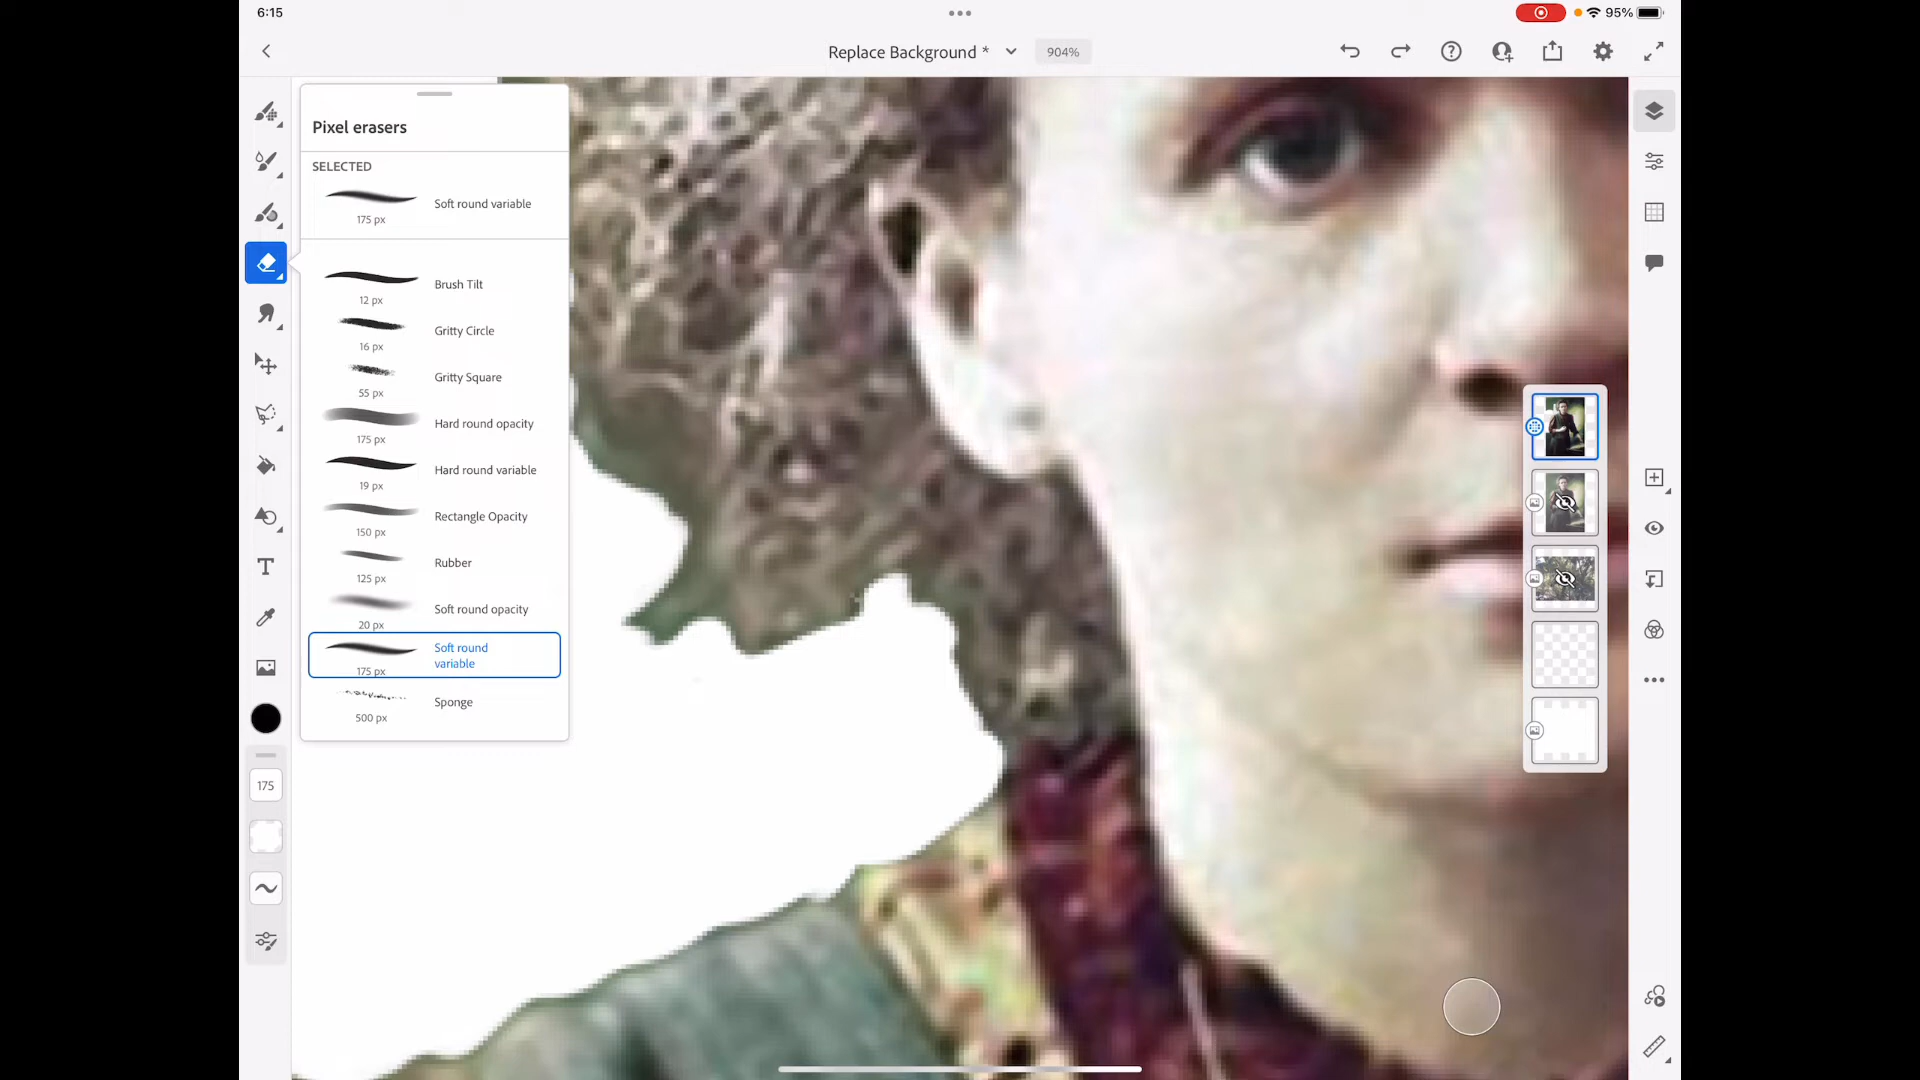 6:15
95%
Replace Background *
904%
Pixel erasers
SELECTED
Soft round variable
175 px
Brush Tilt
12 px
Gritty Circle
16 px
Gritty Square
55 px
Hard round opacity
175 px
Hard round variable
19 px
Rectangle Opacity
150 px
Rubber
125 px
Soft round opacity
20 px
Soft round
variable
175 px
Sponge
500 px
T
175